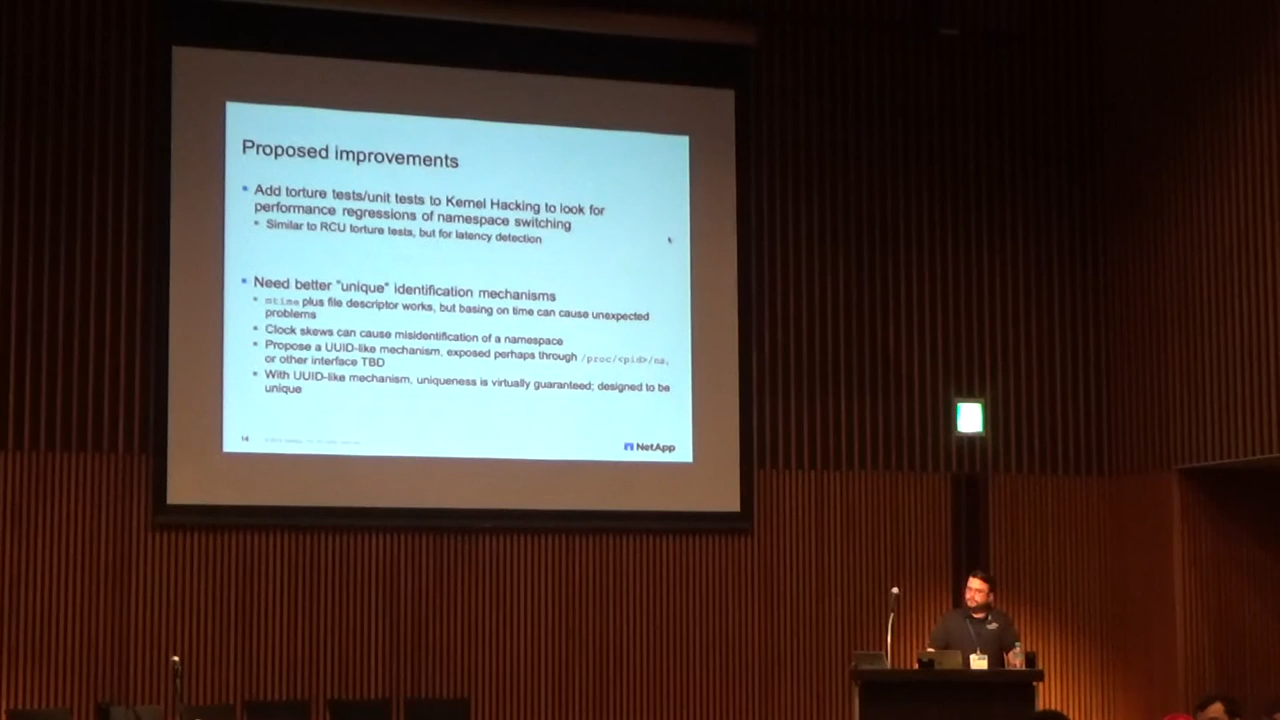 Proposed improvements
Add torture tests/unit tests to Kernel Hacking to look for
performance regressions of namespace switching
Similar to RCU torture tests, but for latency detection
Need better "unique" identification mechanisms
mtime plus file descriptor works, but basing on time can cause unexpected
problems
Clock skews can cause misidentification of a namespace
Propose a UUID-like mechanism, exposed perhaps through /proc/<pid>/ns,
or other interface TBD
With UUID-like mechanism, uniqueness is virtually guaranteed; designed to be
unique
14
NetApp